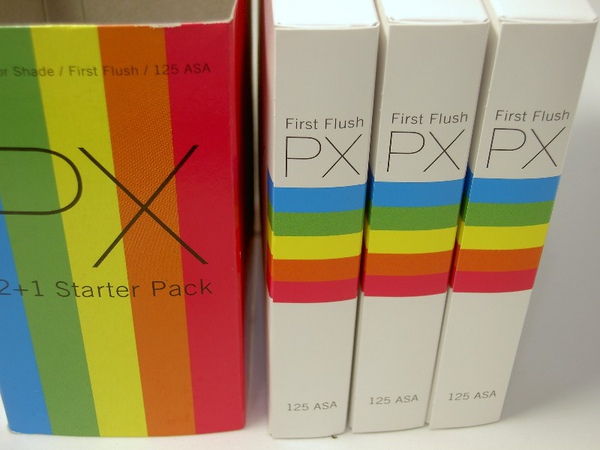 or Shade / First Flush / 125 ASA
PX
2+1 Starter Pack
First Flush
PX
125 ASA
First Flush
PX
125 ASA
First Flush
PX
125 ASA